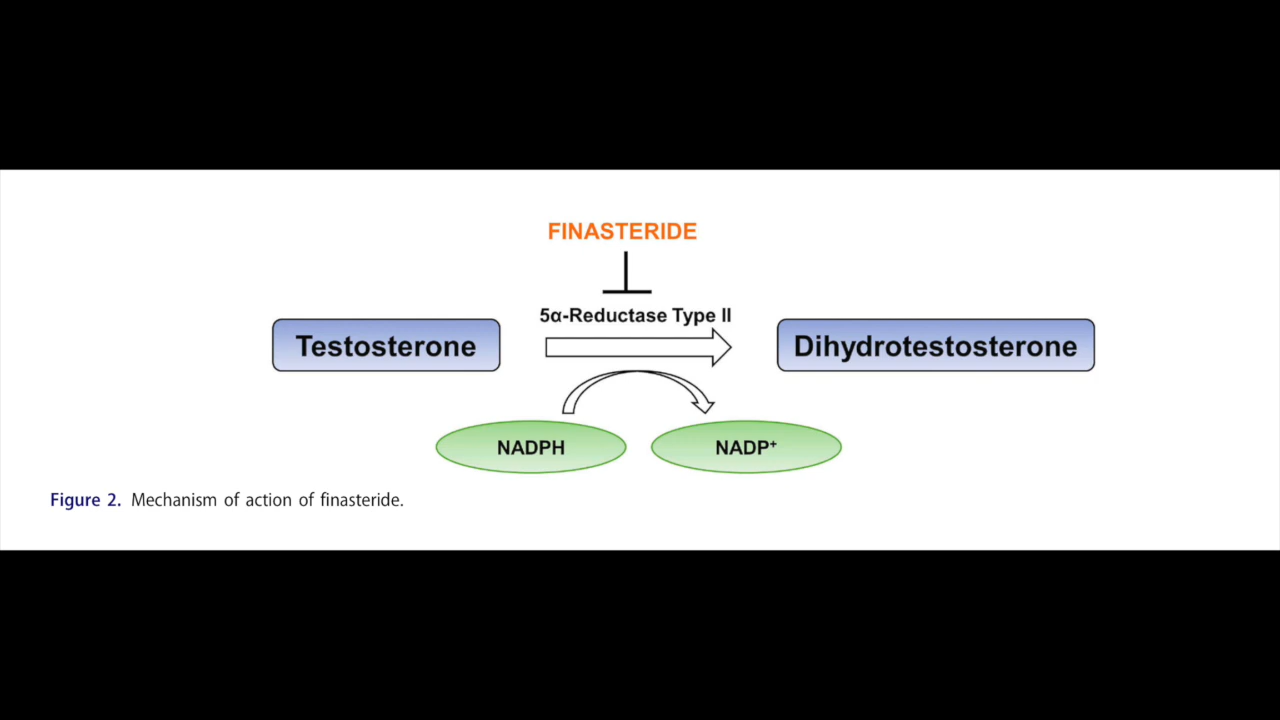 FINASTERIDE
5α-Reductase Type II
Testosterone
Dihydrotestosterone
NADPH
NADP⁺
Figure 2. Mechanism of action of finasteride.